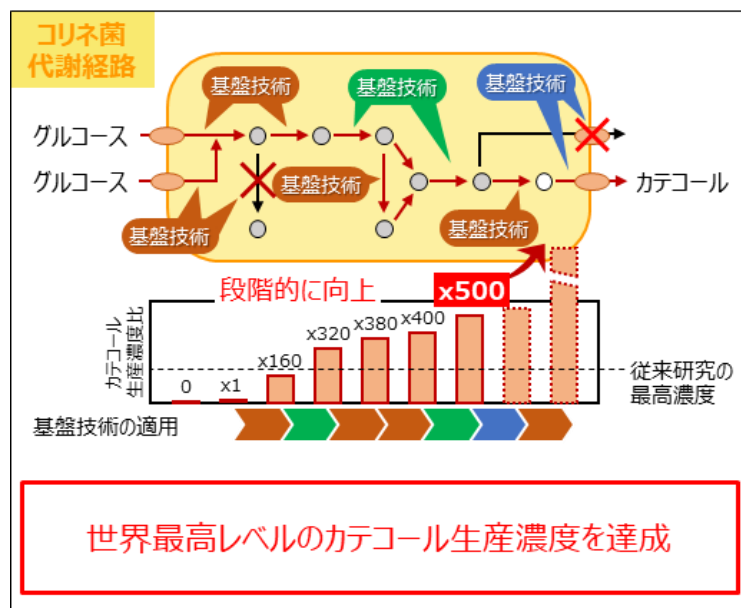 コリネ菌
代謝経路
基盤技術
基盤技術
基盤技術
グルコース
グルコース
基盤技術
基盤技術
基盤技術
カテコール
段階的に向上
x500
カテコール
生産濃度比
0
x1
x160
x320
x380
x400
従来研究の
最高濃度
基盤技術の適用
世界最高レベルのカテコール生産濃度を達成